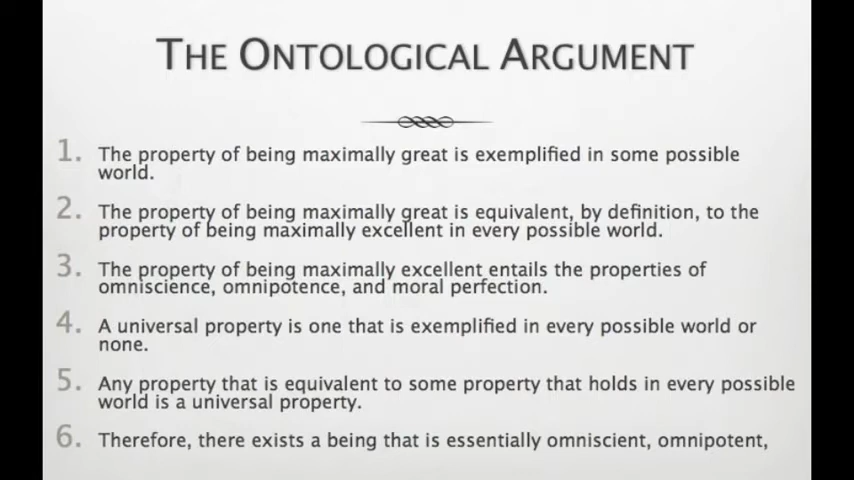 THE ONTOLOGICAL ARGUMENT
1. The property of being maximally great is exemplified in some possible
world.
2. The property of being maximally great is equivalent, by definition, to the
property of being maximally excellent in every possible world.
3. The property of being maximally excellent entails the properties of
omniscience, omnipotence, and moral perfection.
4. A universal property is one that is exemplified in every possible world or
none.
5. Any property that is equivalent to some property that holds in every possible
world is a universal property.
6. Therefore, there exists a being that is essentially omniscient, omnipotent,